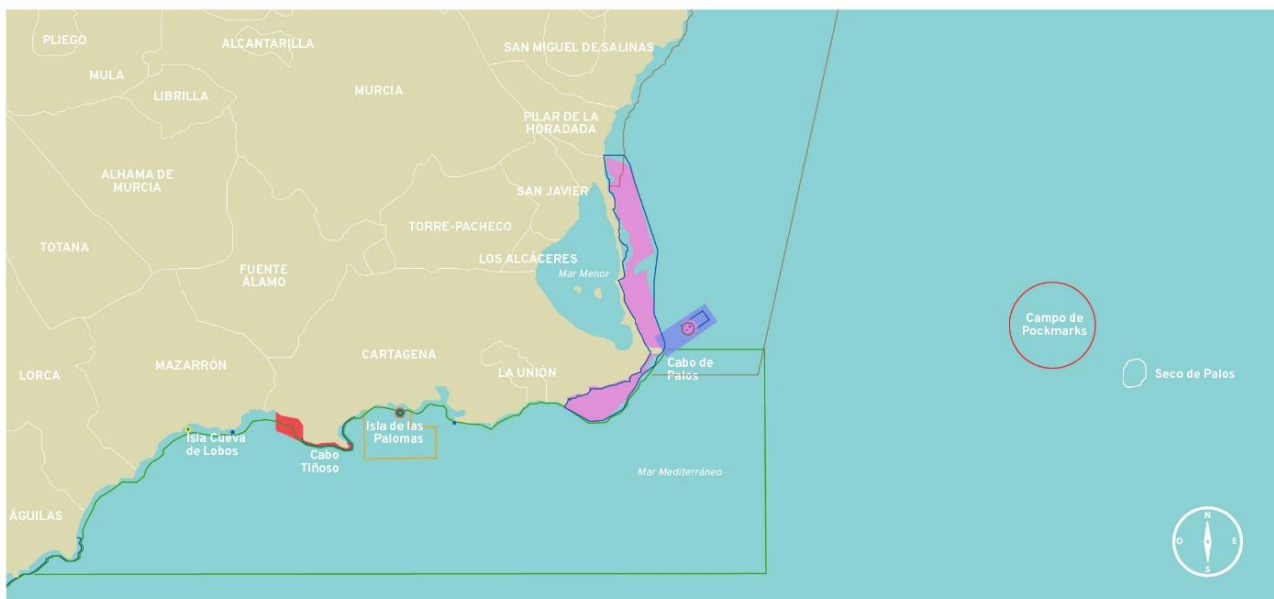 PLIEGO
ALCANTARILLA
SAN MIGUEL DE SALINAS
MULA
LIBRILLA
MURCIA
PILAR DE LA
HORADADA
ALHAMA DE
MURCIA
SAN JAVIER
TORRE-PACHECO
TOTANA
LOS ALCÁCERES
FUENTE
ÁLAMO
Mar Menor
Campo de
Pockmarks
CARTAGENA
MAZARRÓN
LORCA
LA UNIÓN
Cabo de
Palos
Seco de Palos
Isla Cueva
de Lobos
Isla de las
Palomas
Cabo
TIñoso
Mar Mediterráneo
ÁGUILAS
N
O
E
S